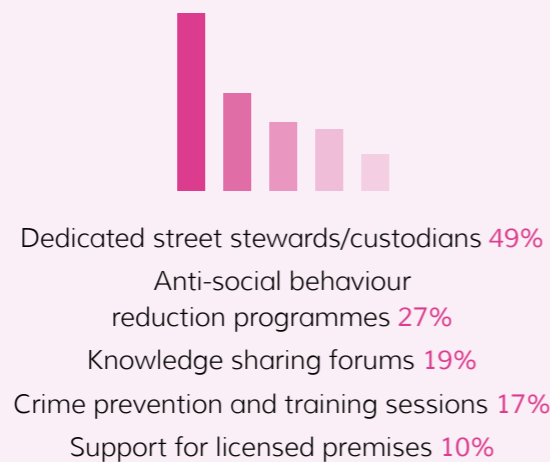 Dedicated street stewards/custodians 49%
Anti-social behaviour
reduction programmes 27%
Knowledge sharing forums 19%
Crime prevention and training sessions 17%
Support for licensed premises 10%